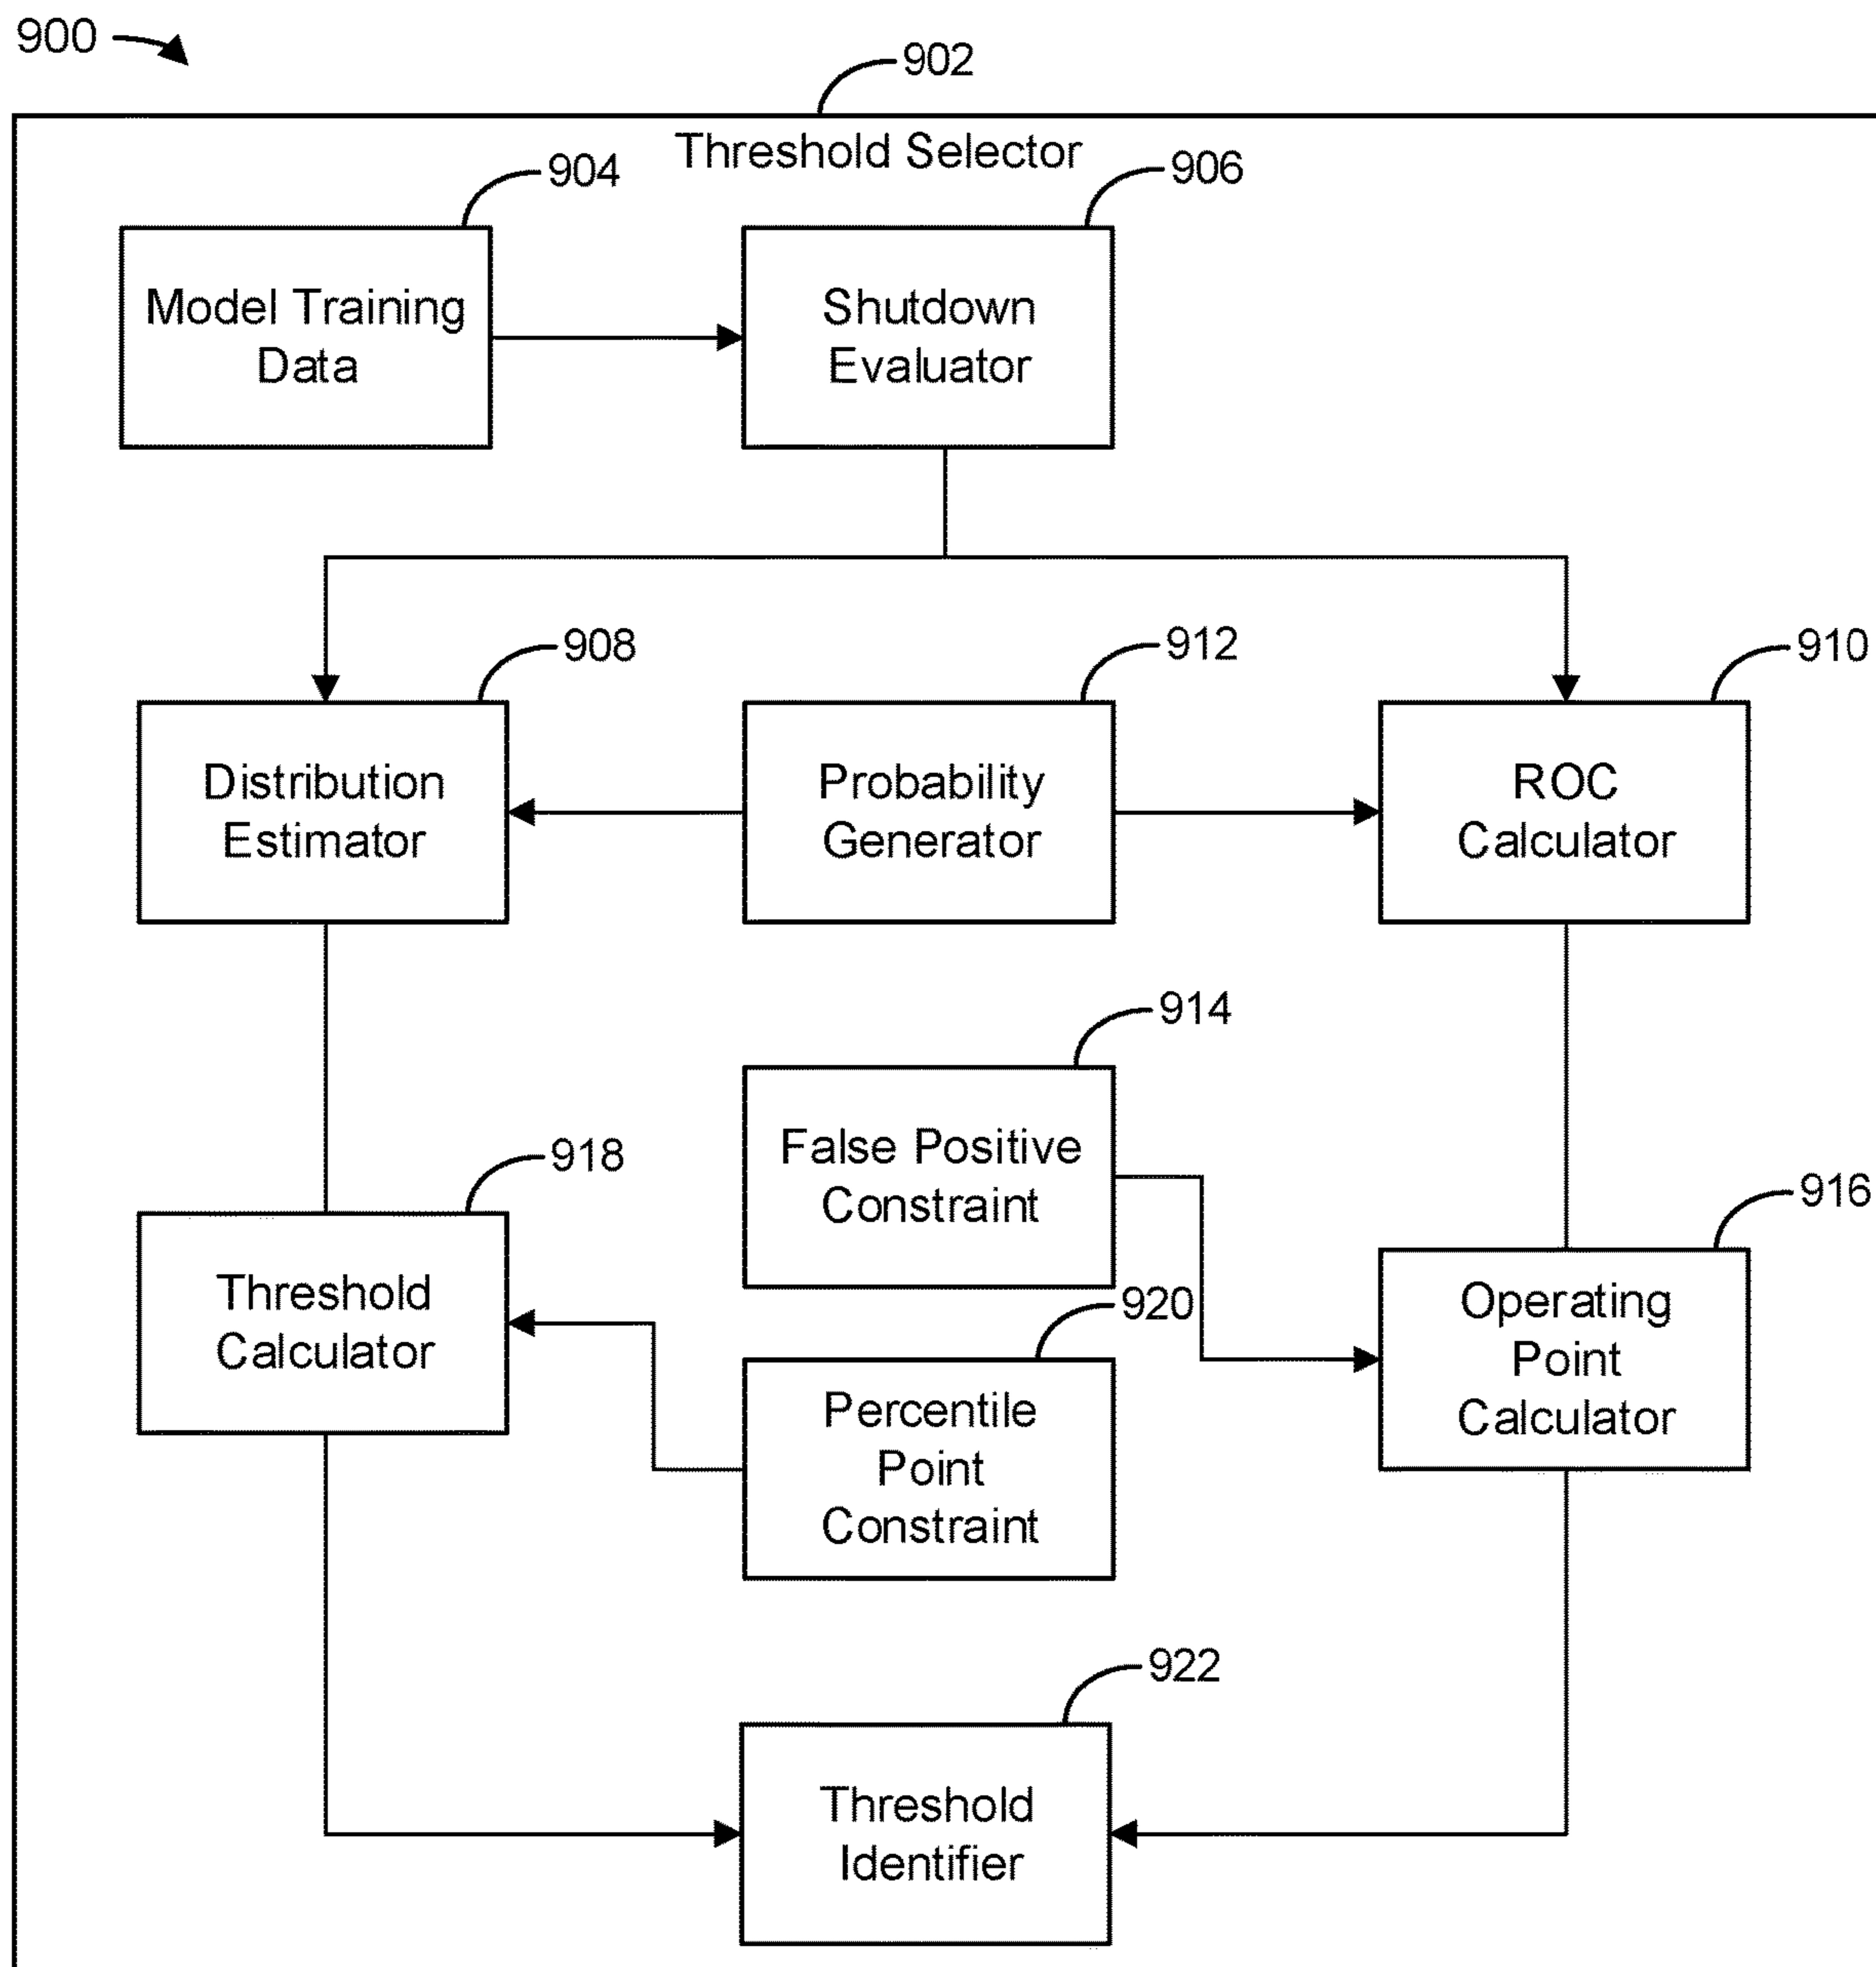 900
902
Threshold Selector
904
906
Model Training
Data
Shutdown
Evaluator
908
912
910
Distribution
Estimator
Probability
Generator
ROC
Calculator
914
False Positive
Constraint
918
916
Threshold
Calculator
920
Operating
Point
Calculator
Percentile
Point
Constraint
922
Threshold
Identifier